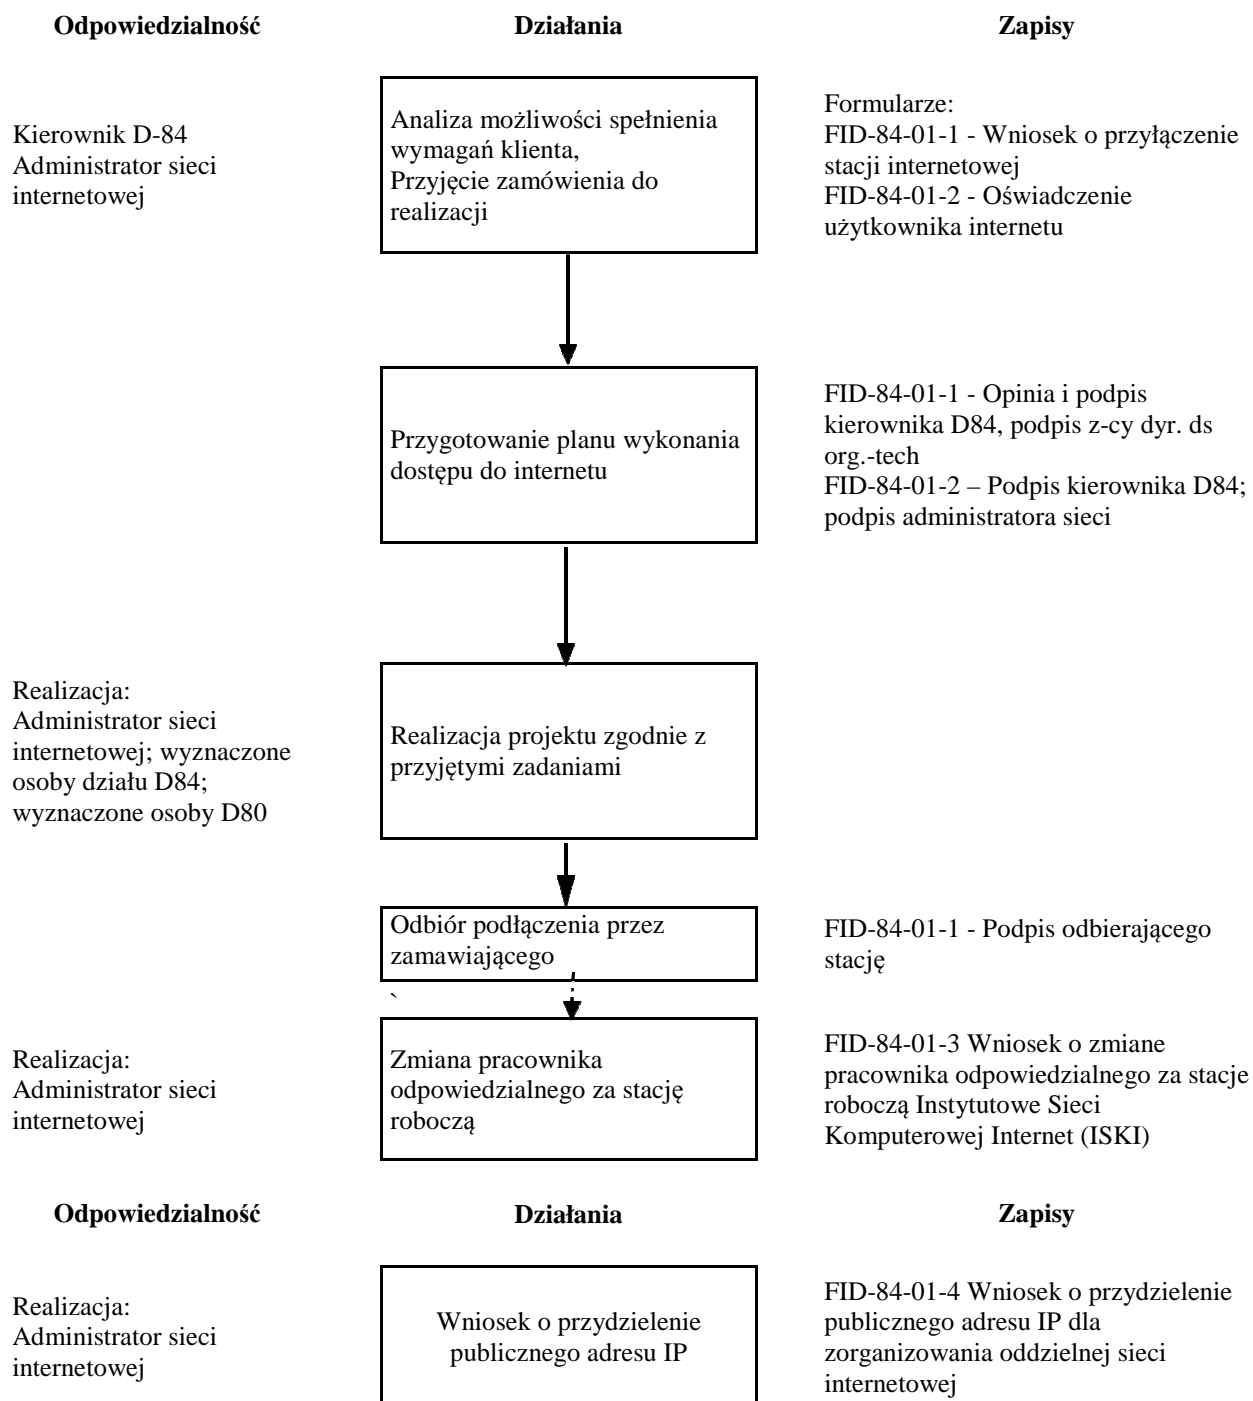 Odpowiedzialność
Działania
Zapisy
Kierownik D-84
Administrator sieci
internetowej
Analiza możliwości spełnienia
wymagań klienta,
Przyjęcie zamówienia do
realizacji
Formularze:
FID-84-01-1 - Wniosek o przyłączenie
stacji internetowej
FID-84-01-2 - Oświadczenie
użytkownika internetu
Przygotowanie planu wykonania
dostępu do internetu
FID-84-01-1 - Opinia i podpis
kierownika D84, podpis z-cy dyr. ds
org.-tech
FID-84-01-2 – Podpis kierownika D84;
podpis administratora sieci
Realizacja:
Administrator sieci
internetowej; wyznaczone
osoby działu D84;
wyznaczone osoby D80
Realizacja projektu zgodnie z
przyjętymi zadaniami
Odbiór podłączenia przez
zamawiającego
FID-84-01-1 - Podpis odbierającego
stację
`
Realizacja:
Administrator sieci
internetowej
Zmiana pracownika
odpowiedzialnego za stację
roboczą
FID-84-01-3 Wniosek o zmiane
pracownika odpowiedzialnego za stacje
roboczą Instytutowe Sieci
Komputerowej Internet (ISKI)
Odpowiedzialność
Działania
Zapisy
Realizacja:
Administrator sieci
internetowej
Wniosek o przydzielenie
publicznego adresu IP
FID-84-01-4 Wniosek o przydzielenie
publicznego adresu IP dla
zorganizowania oddzielnej sieci
internetowej